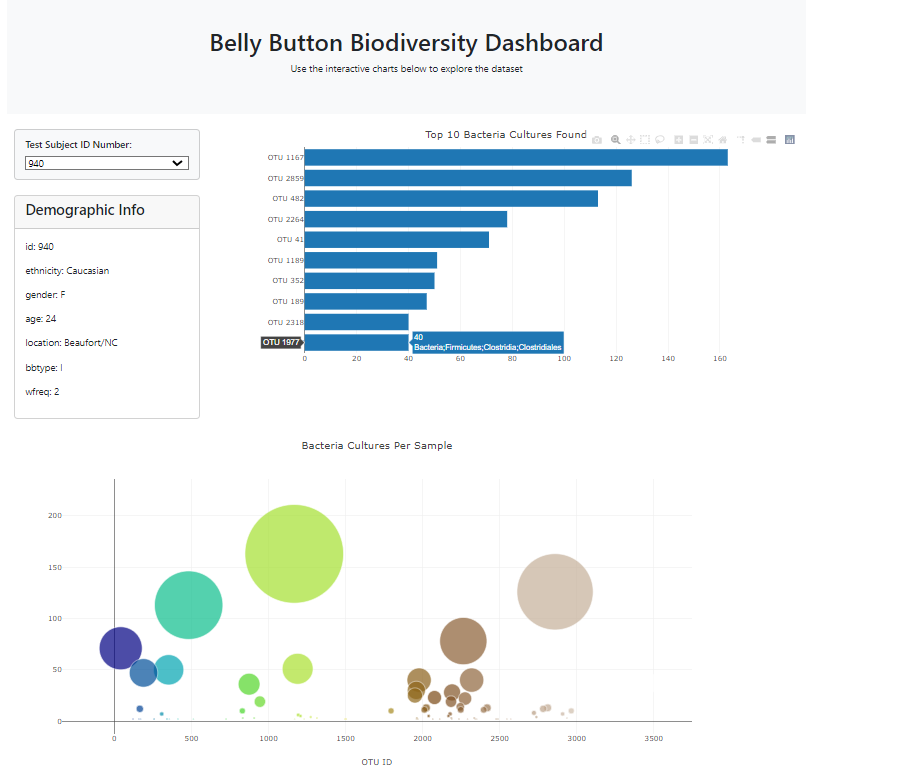 Belly Button Biodiversity Dashboard
Use the interactive charts below to explore the dataset
Test Subject ID Number:
940
Demographic Info
id: 940
ethnicity: Caucasian
gender: F
age: 24
location: Beaufort/NC
bbtype: I
wfreq: 2
Top 10 Bacteria Cultures Found
OTU 1167
OTU 2859
OTU 482
OTU 2264
OTU 41
OTU 1189
OTU 352
OTU 189
OTU 2318
OTU 1977
40
Bacteria;Firmicutes;Clostridia;Clostridiales
0 20 40 60 80 100 120 140 160
Bacteria Cultures Per Sample
200
150
100
50
0
0 500 1000 1500 2000 2500 3000 3500
OTU ID